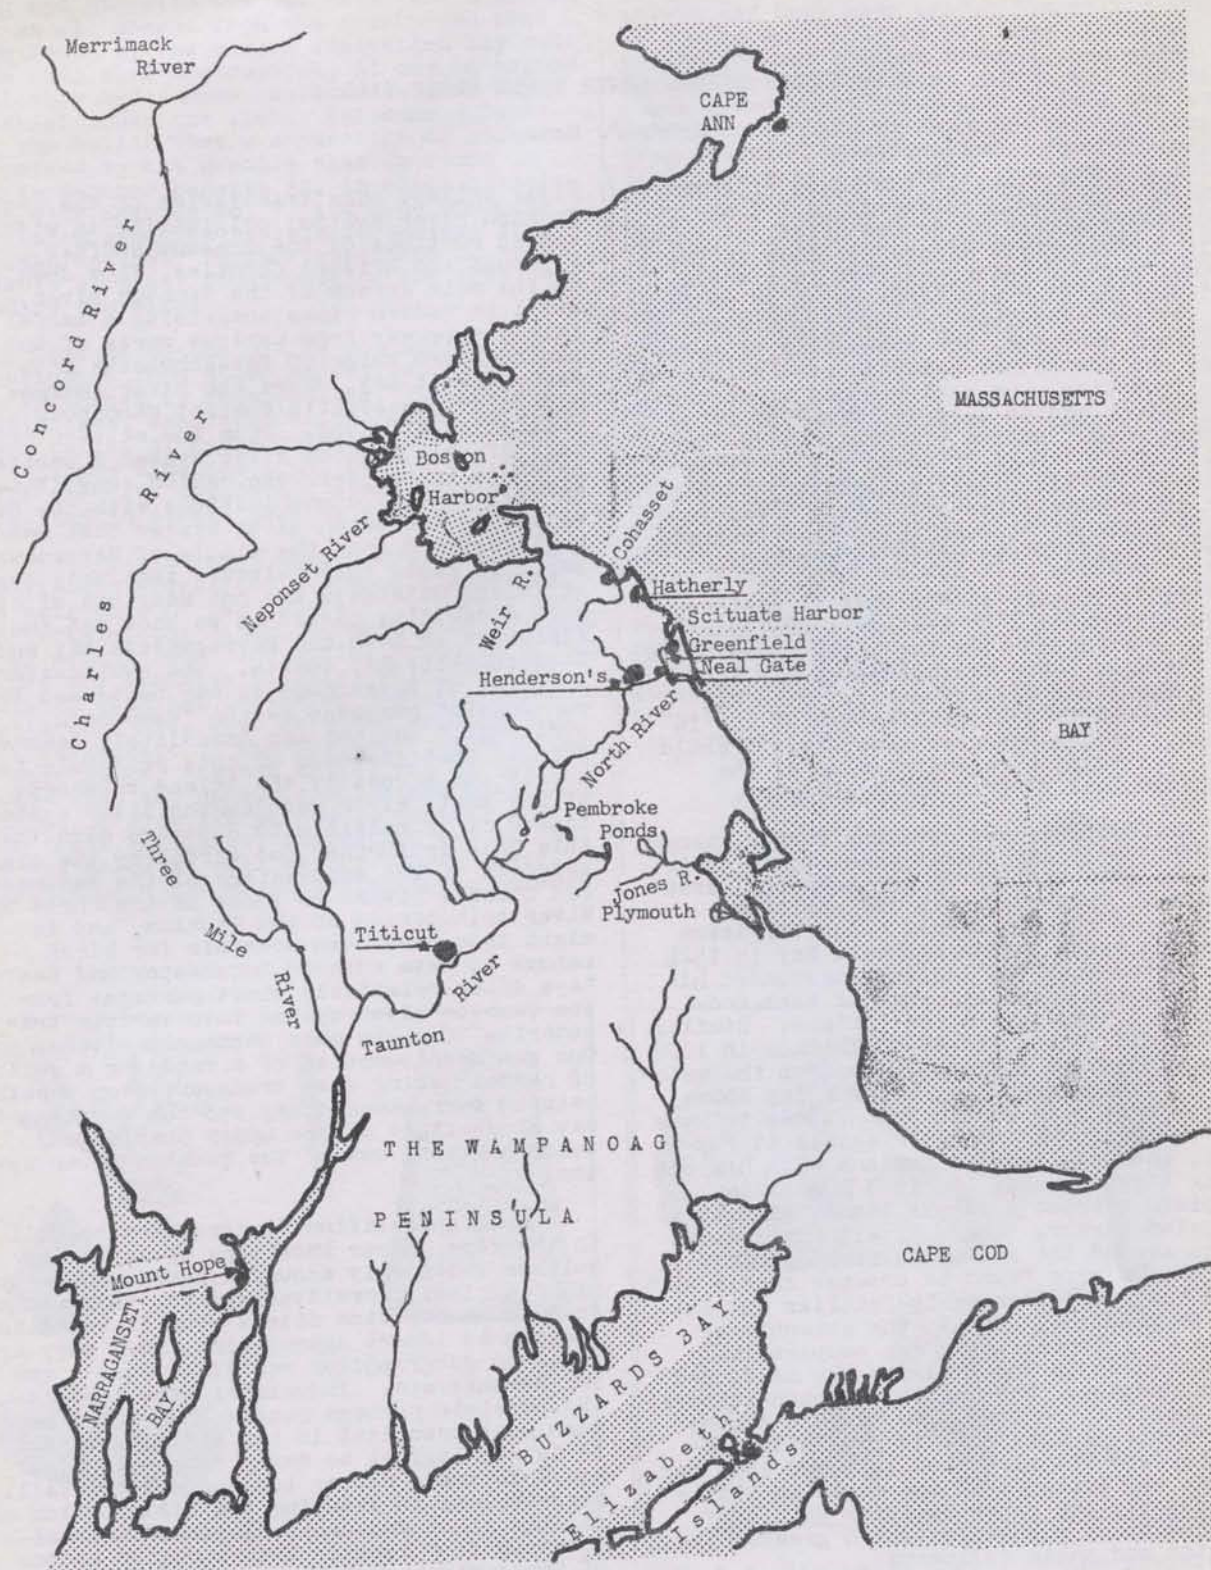 Merrimack
River
CAPE
ANN
Concord River
MASSACHUSETTS
River
Boston
Harbor
Cohasset
Neponset River
Weir R.
Hatherly
Scituate Harbor
Greenfield
Neal Gate
Henderson's
Charles
North River
BAY
Pembroke
Ponds
Three
Mile
River
Jones R.
Plymouth
Titicut
River
Taunton
THE WAMPANOAG
PENINSULA
CAPE COD
Mount Hope
NARRAGANSET
BAY
BUZZARDS BAY
Elizabeth
Islands